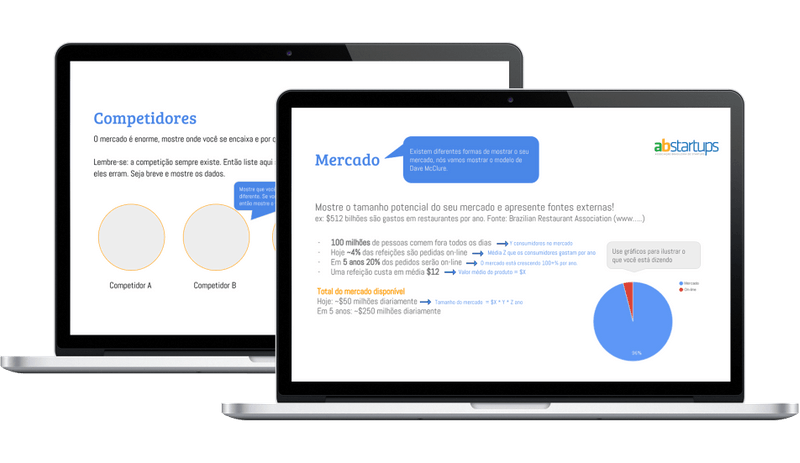 Competidores
O mercado é enorme, mostre onde você se encaixa e por q
Lembre-se: a competição sempre existe. Então liste aqui
eles erram. Seja breve e mostre os dados.
Mostre que você
diferente. Se vo
então mostre o
Competidor A
Competidor B
Mercado
Existem diferentes formas de mostrar o seu
mercado, nós vamos mostrar o modelo de
Dave McClure.
abstartups
Mostre o tamanho potencial do seu mercado e apresente fontes externas!
ex: $512 bilhões são gastos em restaurantes por ano. Fonte: Brazilian Restaurant Association (www.....)
- 100 milhões de pessoas comem fora todos os dias
Y consumidores no mercado
- Hoje ~4% das refeições são pedidas on-line
Média Z que os consumidores gastam por ano
- Em 5 anos 20% dos pedidos serão on-line
O mercado está crescendo 100+% por ano.
- Uma refeição custa em média $12
Valor médio do produto = $X
Total do mercado disponível
Hoje: ~$50 milhões diariamente
Tamanho do mercado = $X * Y * Z ano
Em 5 anos: ~$250 milhões diariamente
Use gráficos para ilustrar o
que você está dizendo
Mercado
On-line
96%